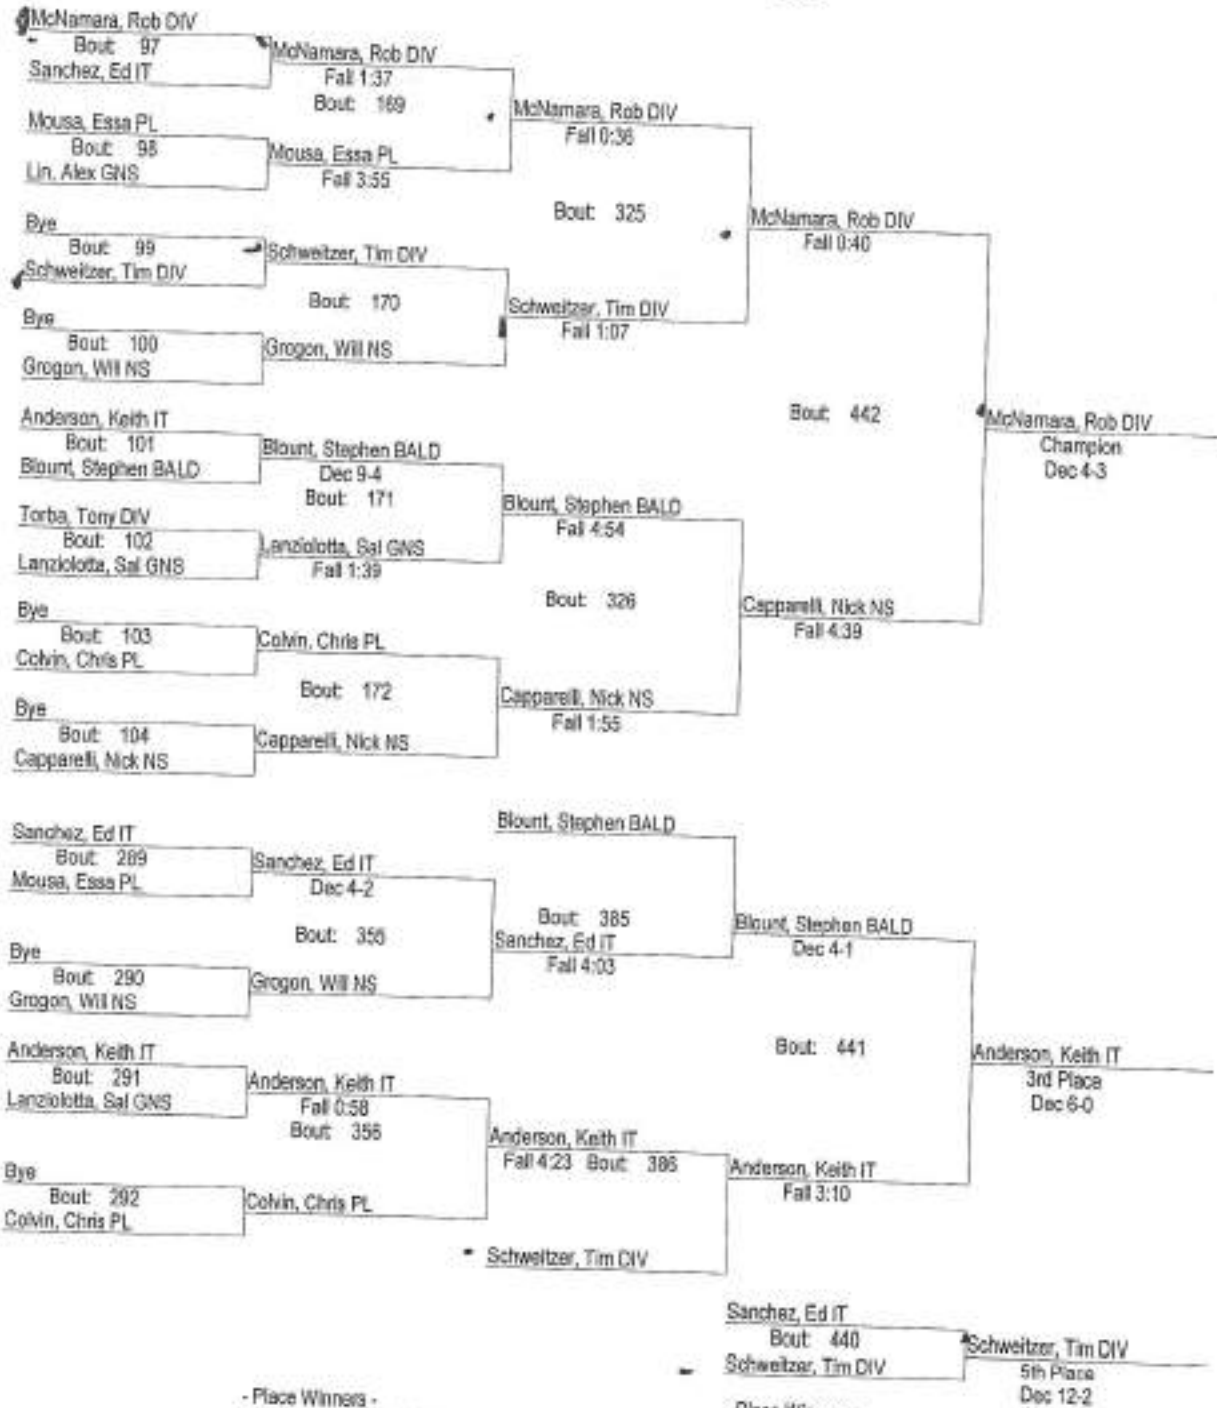 McNamara, Rob DIV
Bout: 97
Sanchez, Ed IT
McNamara, Rob DIV
Fall 1:37
Bout: 169
Mousa, Essa PL
Bout: 98
Lin, Alex GNS
Mousa, Essa PL
Fall 3:55
McNamara, Rob DIV
Fall 0:36
Bout: 325
Bye
Bout: 99
Schweitzer, Tim DIV
Schweitzer, Tim DIV
Bout: 170
Bye
Bout: 100
Grogon, Will NS
Grogon, Will NS
Schweitzer, Tim DIV
Fall 1:07
McNamara, Rob DIV
Fall 0:40
Bout: 442
McNamara, Rob DIV
Champion
Dec 4-3
Anderson, Keith IT
Bout: 101
Blount, Stephen BALD
Blount, Stephen BALD
Dec 9-4
Bout: 171
Torba, Tony DIV
Bout: 102
Lanziolotta, Sal GNS
Lanziolotta, Sal GNS
Fall 1:39
Blount, Stephen BALD
Fall 4:54
Bout: 326
Bye
Bout: 103
Colvin, Chris PL
Colvin, Chris PL
Bout: 172
Bye
Bout: 104
Capparelli, Nick NS
Capparelli, Nick NS
Capparelli, Nick NS
Fall 1:55
Capparelli, Nick NS
Fall 4:39
Sanchez, Ed IT
Bout: 289
Mousa, Essa PL
Sanchez, Ed IT
Dec 4-2
Bout: 355
Bye
Bout: 290
Grogon, Will NS
Grogon, Will NS
Blount, Stephen BALD
Bout: 385
Sanchez, Ed IT
Fall 4:03
Blount, Stephen BALD
Dec 4-1
Bout: 441
Anderson, Keith IT
3rd Place
Dec 6-0
Anderson, Keith IT
Bout: 291
Lanziolotta, Sal GNS
Anderson, Keith IT
Fall 0:58
Bout: 356
Bye
Bout: 292
Colvin, Chris PL
Colvin, Chris PL
Anderson, Keith IT
Fall 4:23 Bout: 386
Schweitzer, Tim DIV
Anderson, Keith IT
Fall 3:10
Sanchez, Ed IT
Bout: 440
Schweitzer, Tim DIV
Schweitzer, Tim DIV
5th Place
Dec 12-2
- Place Winners -